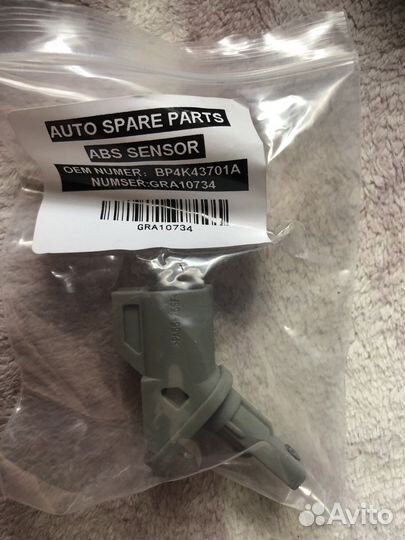 AUTO SPARE PARTS
ABS SENSOR
OEM NUMER: BP4K43701A
NUMSER:GRA10734
GRA10734
Avito